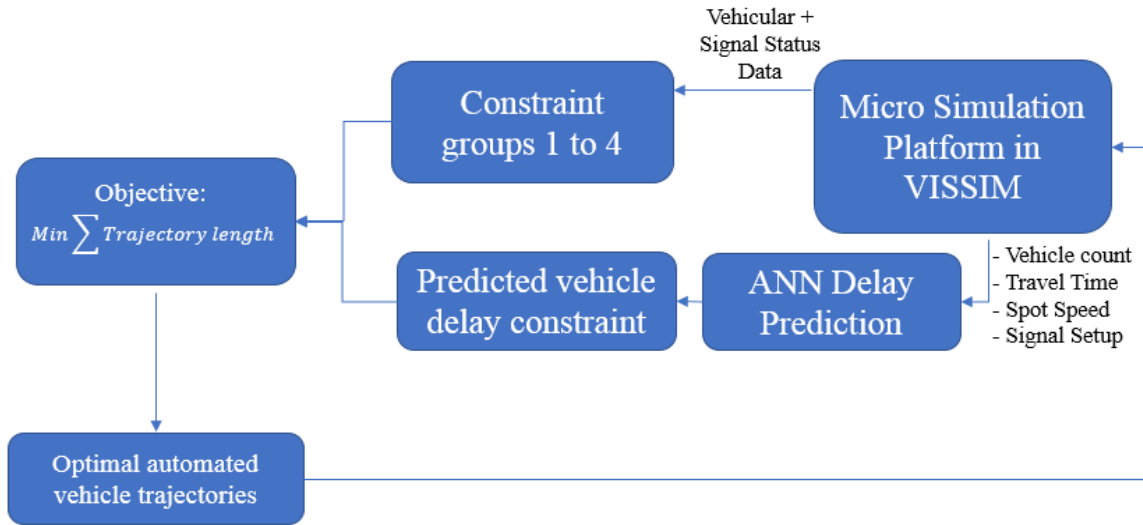 Vehicular +
Signal Status
Data
Constraint
groups 1 to 4
Micro Simulation
Platform in
VISSIM
Objective:
Min ∑ Trajectory length
- Vehicle count
- Travel Time
- Spot Speed
- Signal Setup
Predicted vehicle
delay constraint
ANN Delay
Prediction
Optimal automated
vehicle trajectories